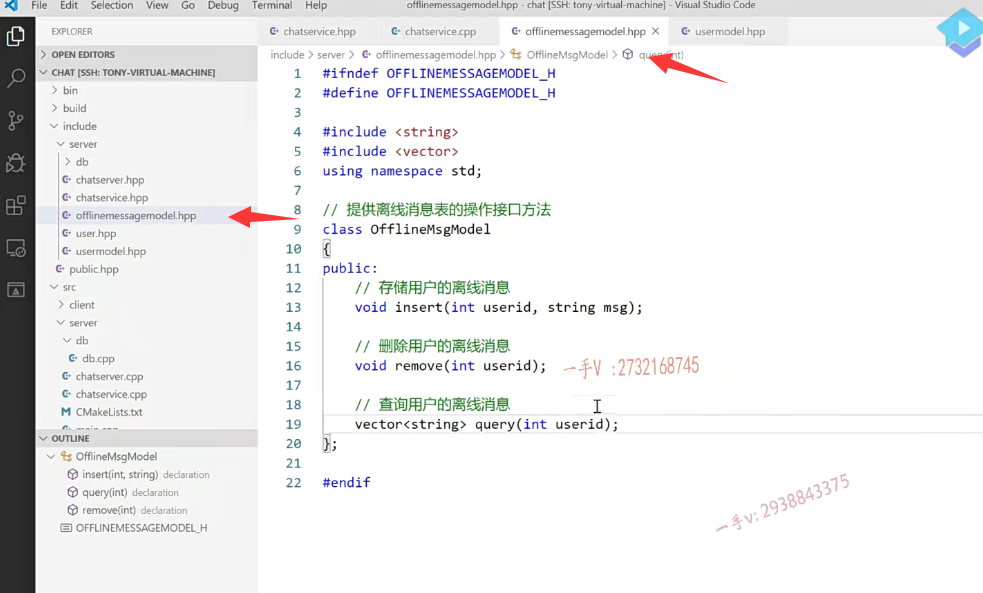 File Edit Selection View Go Debug Terminal Help offlinemessagemodel.hpp - chat [SSH: tony-virtual-machine] - Visual Studio Code
EXPLORER
OPEN EDITORS
CHAT [SSH: TONY-VIRTUAL-MACHINE]
bin
build
include
server
db
chatserver.hpp
chatservice.hpp
offlinemessagemodel.hpp
user.hpp
usermodel.hpp
public.hpp
src
client
server
db
db.cpp
chatserver.cpp
chatservice.cpp
CMakeLists.txt
main.cpp
OUTLINE
OfflineMsgModel
insert(int, string) declaration
query(int) declaration
remove(int) declaration
OFFLINEMESSAGEMODEL_H
chatservice.hpp chatservice.cpp offlinemessagemodel.hpp usermodel.hpp
include > server > offlinemessagemodel.hpp > OfflineMsgModel > query(int)
1 #ifndef OFFLINEMESSAGEMODEL_H
2 #define OFFLINEMESSAGEMODEL_H
3
4 #include <string>
5 #include <vector>
6 using namespace std;
7
8 // 提供离线消息表的操作接口方法
9 class OfflineMsgModel
10 {
11 public:
12 // 存储用户的离线消息
13 void insert(int userid, string msg);
14
15 // 删除用户的离线消息
16 void remove(int userid);
一手V :2732168745
17
18 // 查询用户的离线消息
19 vector<string> query(int userid);
20 };
21
22 #endif
一手v:2938843375